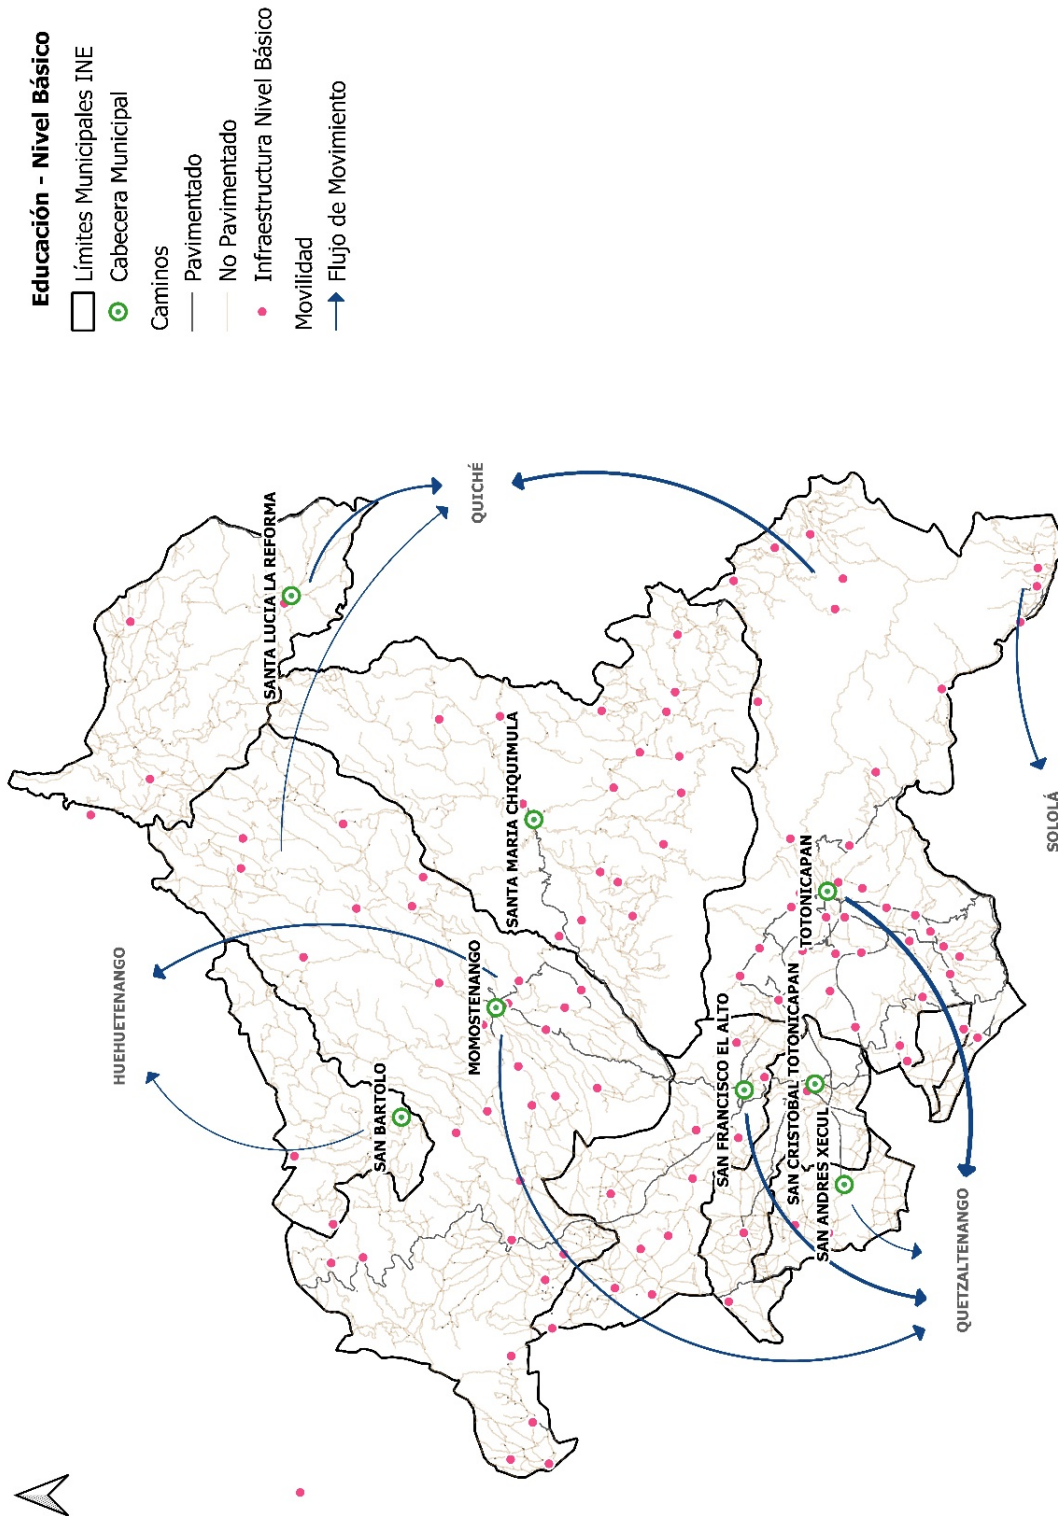 Educación - Nivel Básico
Límites Municipales INE
Cabecera Municipal
Caminos
Pavimentado
No Pavimentado
Infraestructura Nivel Básico
Movilidad
Flujo de Movimiento
HUEHUETENANGO
SANTA LUCIA LA REFORMA
SAN BARTOLO
QUICHÉ
MOMOSTENANGO
SANTA MARIA CHIQUIMULA
SAN FRANCISCO EL ALTO
SAN CRISTOBAL TOTONICAPAN
TOTONICAPAN
SAN ANDRES XECUL
QUETZALTENANGO
SOLOLÁ